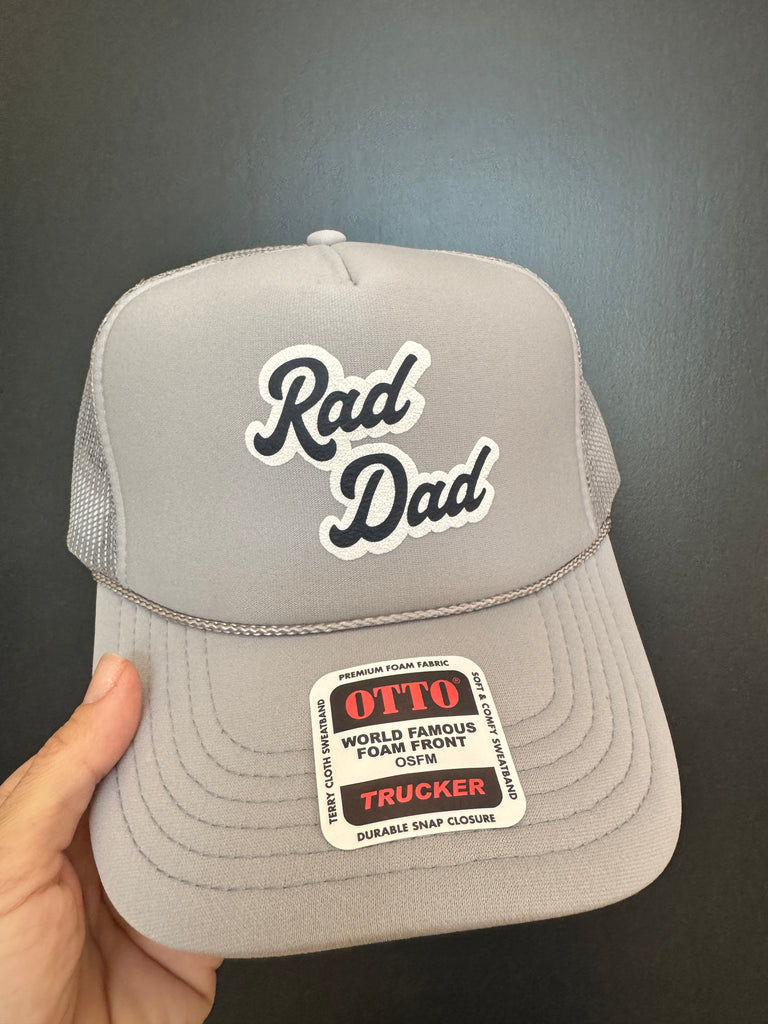 Rad
Dad
PREMIUM FOAM FABRIC
OTTO®
WORLD FAMOUS
FOAM FRONT
OSFM
TRUCKER
DURABLE SNAP CLOSURE
TERRY CLOTH SWEATBAND
SOFT & COMFY SWEATBAND